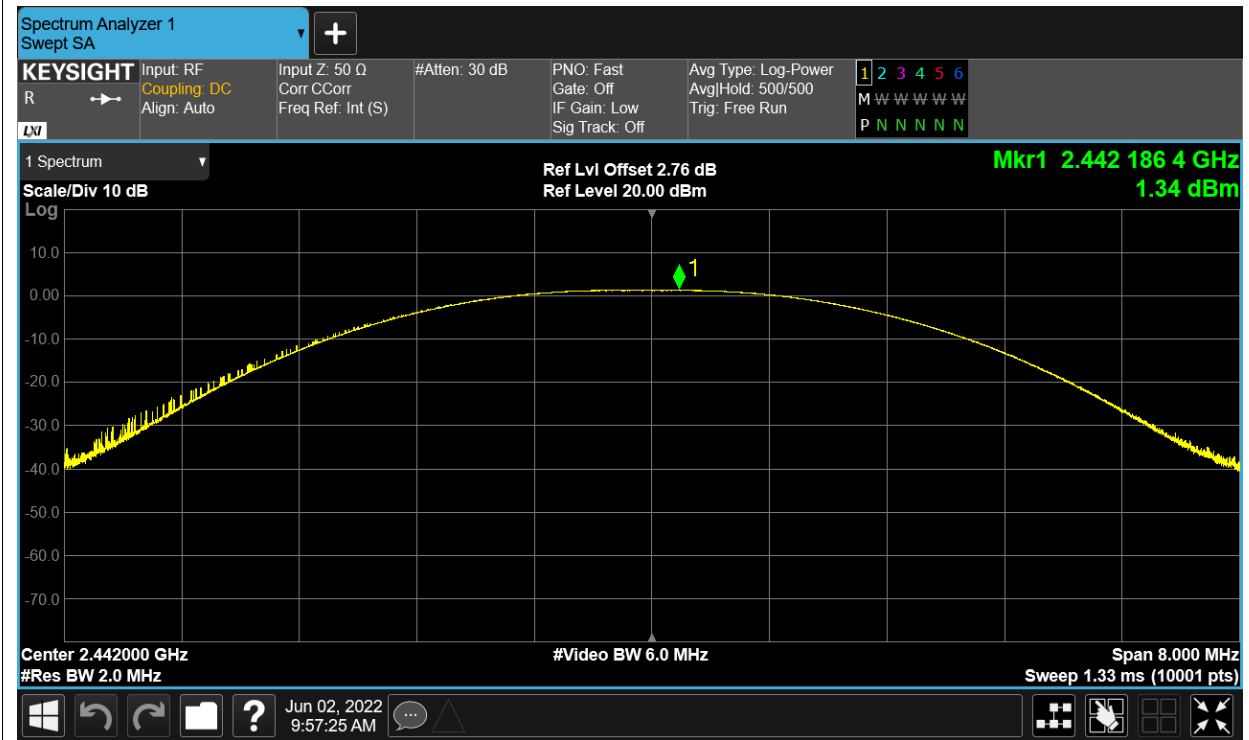 Spectrum Analyzer 1
Swept SA
▼
+
KEYSIGHT
R
LXI
Input: RF
Coupling: DC
Align: Auto
Input Z: 50 Ω
Corr CCorr
Freq Ref: Int (S)
#Atten: 30 dB
PNO: Fast
Gate: Off
IF Gain: Low
Sig Track: Off
Avg Type: Log-Power
Avg|Hold: 500/500
Trig: Free Run
1 2 3 4 5 6
M W W W W W
P N N N N N
1 Spectrum ▼
Scale/Div 10 dB
Ref Lvl Offset 2.76 dB
Ref Level 20.00 dBm
Mkr1 2.442 186 4 GHz
1.34 dBm
Log
1
10.0
0.00
-10.0
-20.0
-30.0
-40.0
-50.0
-60.0
-70.0
Center 2.442000 GHz
#Res BW 2.0 MHz
#Video BW 6.0 MHz
Span 8.000 MHz
Sweep 1.33 ms (10001 pts)
?
Jun 02, 2022
9:57:25 AM